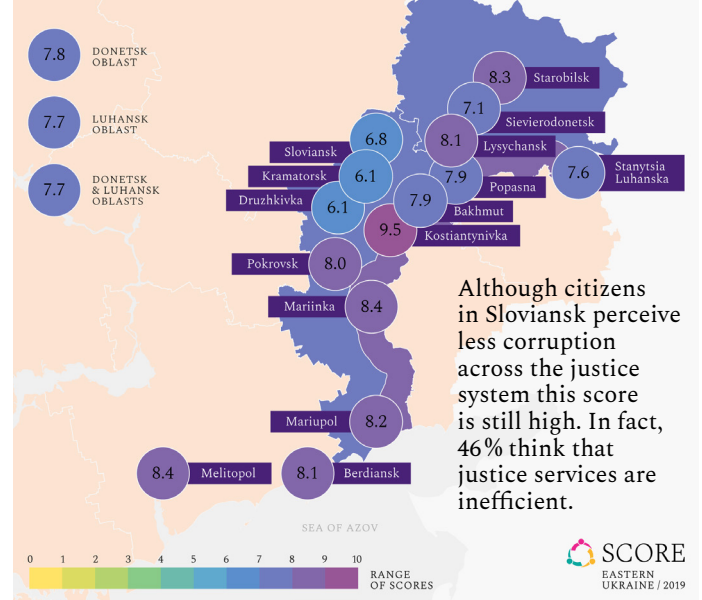 7.8
DONETSK
OBLAST
7.7
LUHANSK
OBLAST
7.7
DONETSK
& LUHANSK
OBLASTS
8.3
Starobilsk
7.1
Sievierodonetsk
6.8
Sloviansk
8.1
Lysychansk
7.6
Stanytsia
Luhanska
6.1
Kramatorsk
7.9
Popasna
6.1
Druzhkivka
7.9
Bakhmut
9.5
Kostiantynivka
8.0
Pokrovsk
8.4
Mariinka
8.2
Mariupol
8.4
Melitopol
8.1
Berdiansk
Although citizens
in Sloviansk perceive
less corruption
across the justice
system this score
is still high. In fact,
46% think that
justice services are
inefficient.
SEA OF AZOV
0 1 2 3 4 5 6 7 8 9 10
RANGE
OF SCORES
SCORE
EASTERN
UKRAINE / 2019